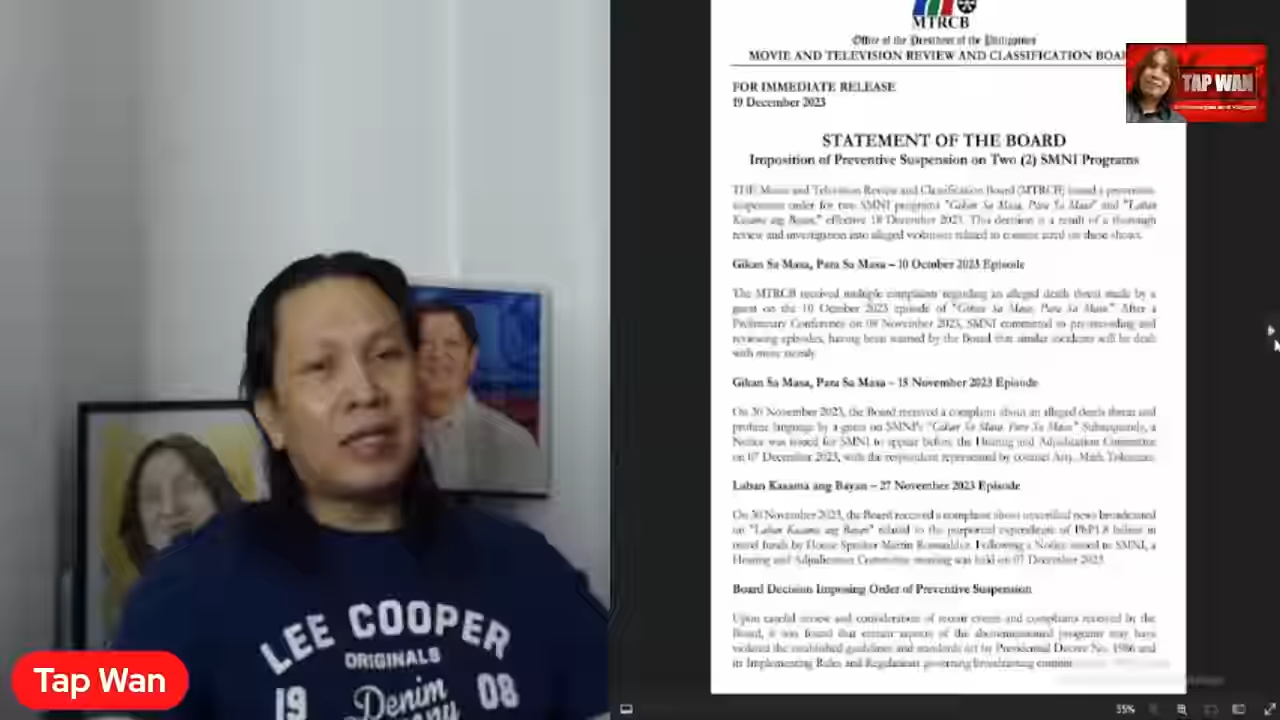 MTRCB
Office of the President of the Philippines
MOVIE AND TELEVISION REVIEW AND CLASSIFICATION BOA
FOR IMMEDIATE RELEASE
19 December 2023
STATEMENT OF THE BOARD
Imposition of Preventive Suspension on Two (2) SMNI Programs
THE Movie and Television Review and Classification Board (MTRCB) issued a preventive
suspension order for two SMNI programs "Gikan Sa Masa, Para Sa Masa" and "Laban
Kasama ng Bayan," effective 18 December 2023. This decision is a result of a thorough
review and investigation into alleged violations related to content aired on these shows.
Gikan Sa Masa, Para Sa Masa – 10 October 2023 Episode
The MTRCB received multiple complaints regarding an alleged death threat made by a
guest on the 10 October 2023 episode of "Gikan Sa Masa, Para Sa Masa." After a
Preliminary Conference on 08 November 2023, SMNI committed to pre-recording and
reviewing episodes, having been warned by the Board that similar incidents will be dealt
with more sternly.
Gikan Sa Masa, Para Sa Masa – 15 November 2023 Episode
On 30 November 2023, the Board received a complaint about an alleged death threat and
profane language by a guest on SMNI's "Gikan Sa Masa, Para Sa Masa." Subsequently, a
Notice was issued for SMNI to appear before the Hearing and Adjudication Committee
on 07 December 2023, with the respondent represented by counsel Atty. Mark Tolentino.
Laban Kasama ang Bayan – 27 November 2023 Episode
On 30 November 2023, the Board received a complaint about unverified news broadcasted
on "Laban Kasama ang Bayan" related to the purported expenditure of PhP1.8 billion in
travel funds by House Speaker Martin Romualdez. Following a Notice issued to SMNI, a
Hearing and Adjudication Committee meeting was held on 07 December 2023.
Board Decision Imposing Order of Preventive Suspension
Upon careful review and consideration of recent events and complaints received by the
Board, it was found that certain aspects of the abovementioned programs may have
violated the established guidelines and standards set by Presidential Decree No. 1986 and
its Implementing Rules and Regulations governing broadcasting content.
TAP WAN
LEE COOPER
ORIGINALS
19 08
Denim
Tap Wan
35%